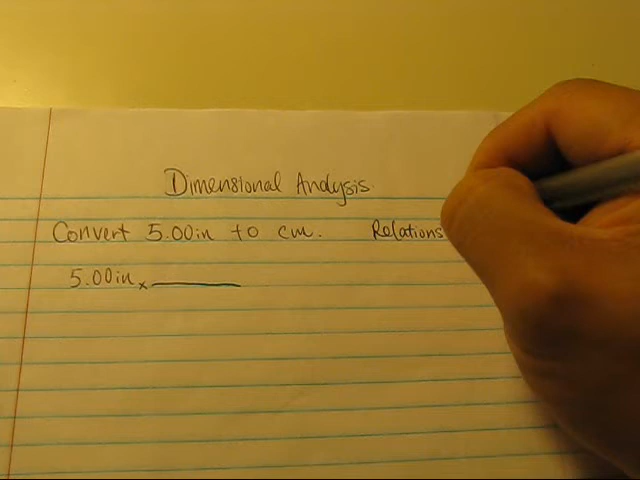 Dimensional Analysis
Convert 5.00in to cm. Relations
5.00in x